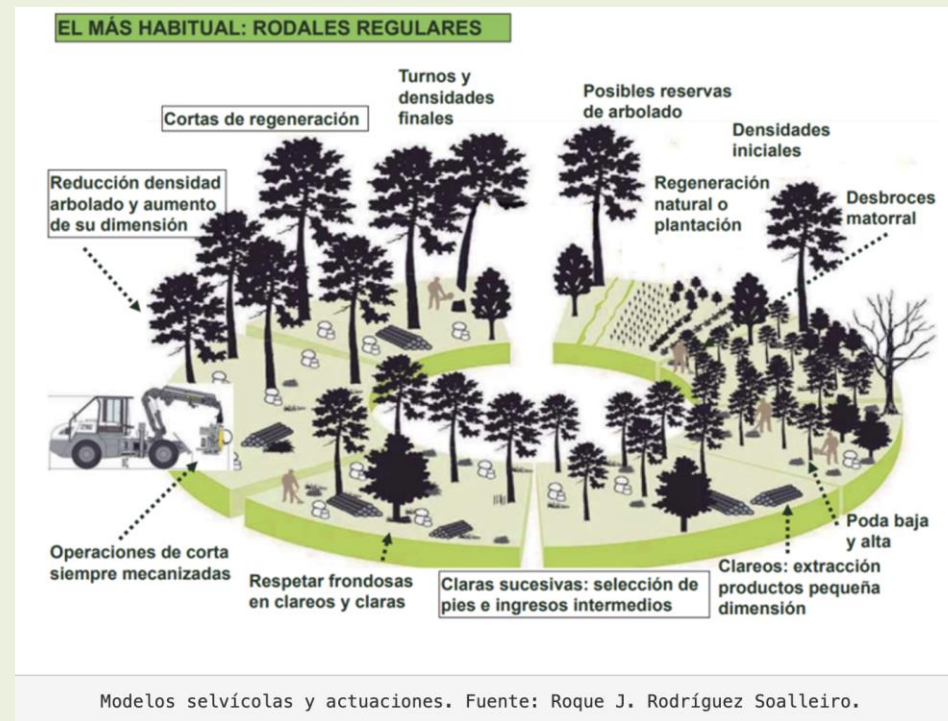 EL MÁS HABITUAL: RODALES REGULARES
Turnos y
densidades
finales
Posibles reservas
de arbolado
Cortas de regeneración
Densidades
iniciales
Reducción densidad
arbolado y aumento
de su dimensión
Regeneración
natural o
plantación
Desbroces
matorral
Operaciones de corta
siempre mecanizadas
Respetar frondosas
en clareos y claras
Claras sucesivas: selección de
pies e ingresos intermedios
Clareos: extracción
productos pequeña
dimensión
Poda baja
y alta
Modelos selvícolas y actuaciones. Fuente: Roque J. Rodríguez Soalleiro.